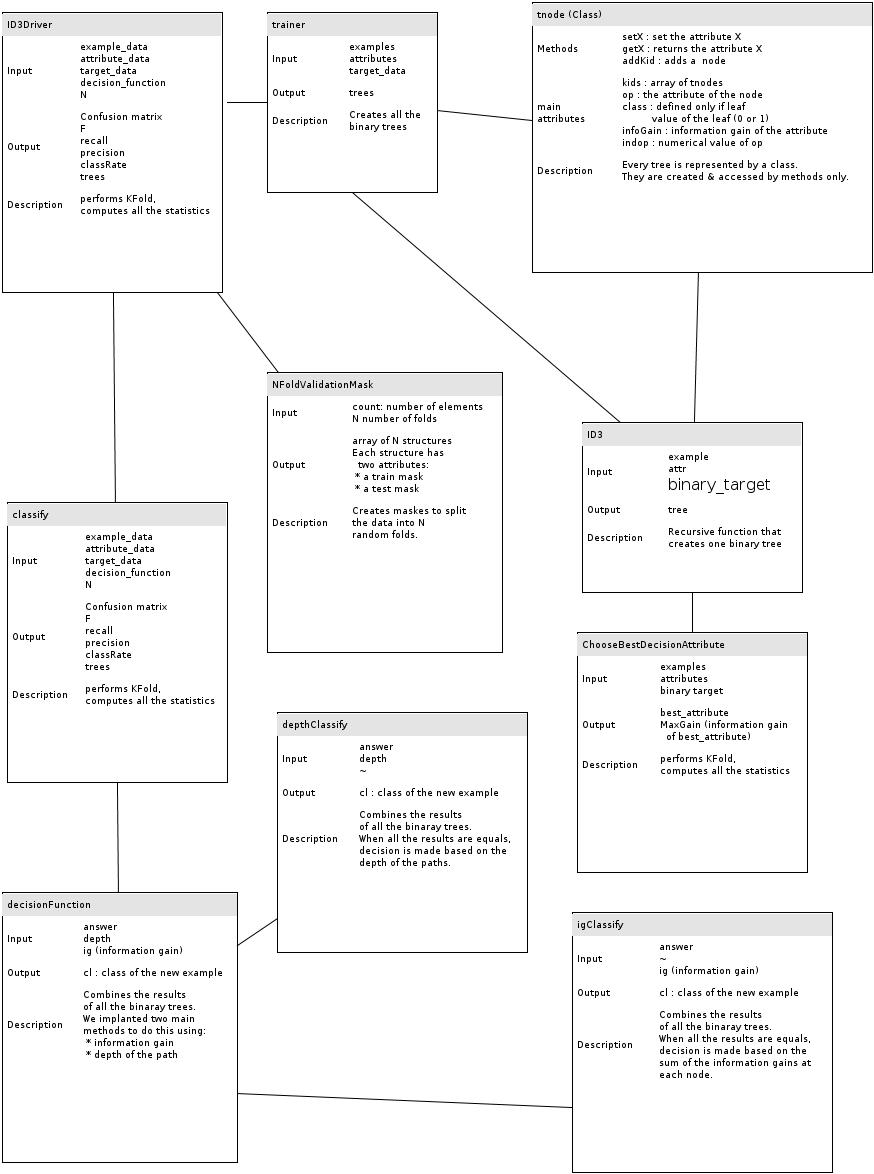 ID3Driver
Input
example_data
attribute_data
target_data
decision_function
N
Output
Confusion matrix
F
recall
precision
classRate
trees
Description
performs KFold,
computes all the statistics
trainer
Input
examples
attributes
target_data
Output
trees
Description
Creates all the
binary trees
tnode (Class)
Methods
setX : set the attribute X
getX : returns the attribute X
addKid : adds a  node
main
attributes
kids : array of tnodes
op : the attribute of the node
class : defined only if leaf
value of the leaf (0 or 1)
infoGain : information gain of the attribute
indop : numerical value of op
Description
Every tree is represented by a class.
They are created & accessed by methods only.
NFoldValidationMask
Input
count: number of elements
N number of folds
Output
array of N structures
Each structure has
two attributes:
* a train mask
* a test mask
Description
Creates maskes to split
the data into N
random folds.
ID3
Input
example
attr
binary_target
Output
tree
Description
Recursive function that
creates one binary tree
classify
Input
example_data
attribute_data
target_data
decision_function
N
Output
Confusion matrix
F
recall
precision
classRate
trees
Description
performs KFold,
computes all the statistics
ChooseBestDecisionAttribute
Input
examples
attributes
binary target
Output
best_attribute
MaxGain (information gain
of best_attribute)
Description
performs KFold,
computes all the statistics
depthClassify
Input
answer
depth
~
Output
cl : class of the new example
Description
Combines the results
of all the binaray trees.
When all the results are equals,
decision is made based on the
depth of the paths.
decisionFunction
Input
answer
depth
ig (information gain)
Output
cl : class of the new example
Description
Combines the results
of all the binaray trees.
We implanted two main
methods to do this using:
* information gain
* depth of the path
igClassify
Input
answer
~
ig (information gain)
Output
cl : class of the new example
Description
Combines the results
of all the binaray trees.
When all the results are equals,
decision is made based on the
sum of the information gains at
each node.